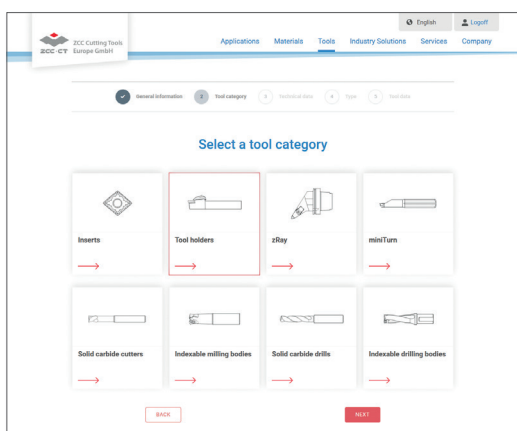 English
Logoff
ZCC Cutting Tools
Europe GmbH
ZCC-CT
Applications
Materials
Tools
Industry Solutions
Services
Company
General Information
2
Tool category
3
Technical data
4
Type
5
Tool data
Select a tool category
Inserts
Tool holders
zRay
miniTurn
Solid carbide cutters
Indexable milling bodies
Solid carbide drills
Indexable drilling bodies
BACK
NEXT